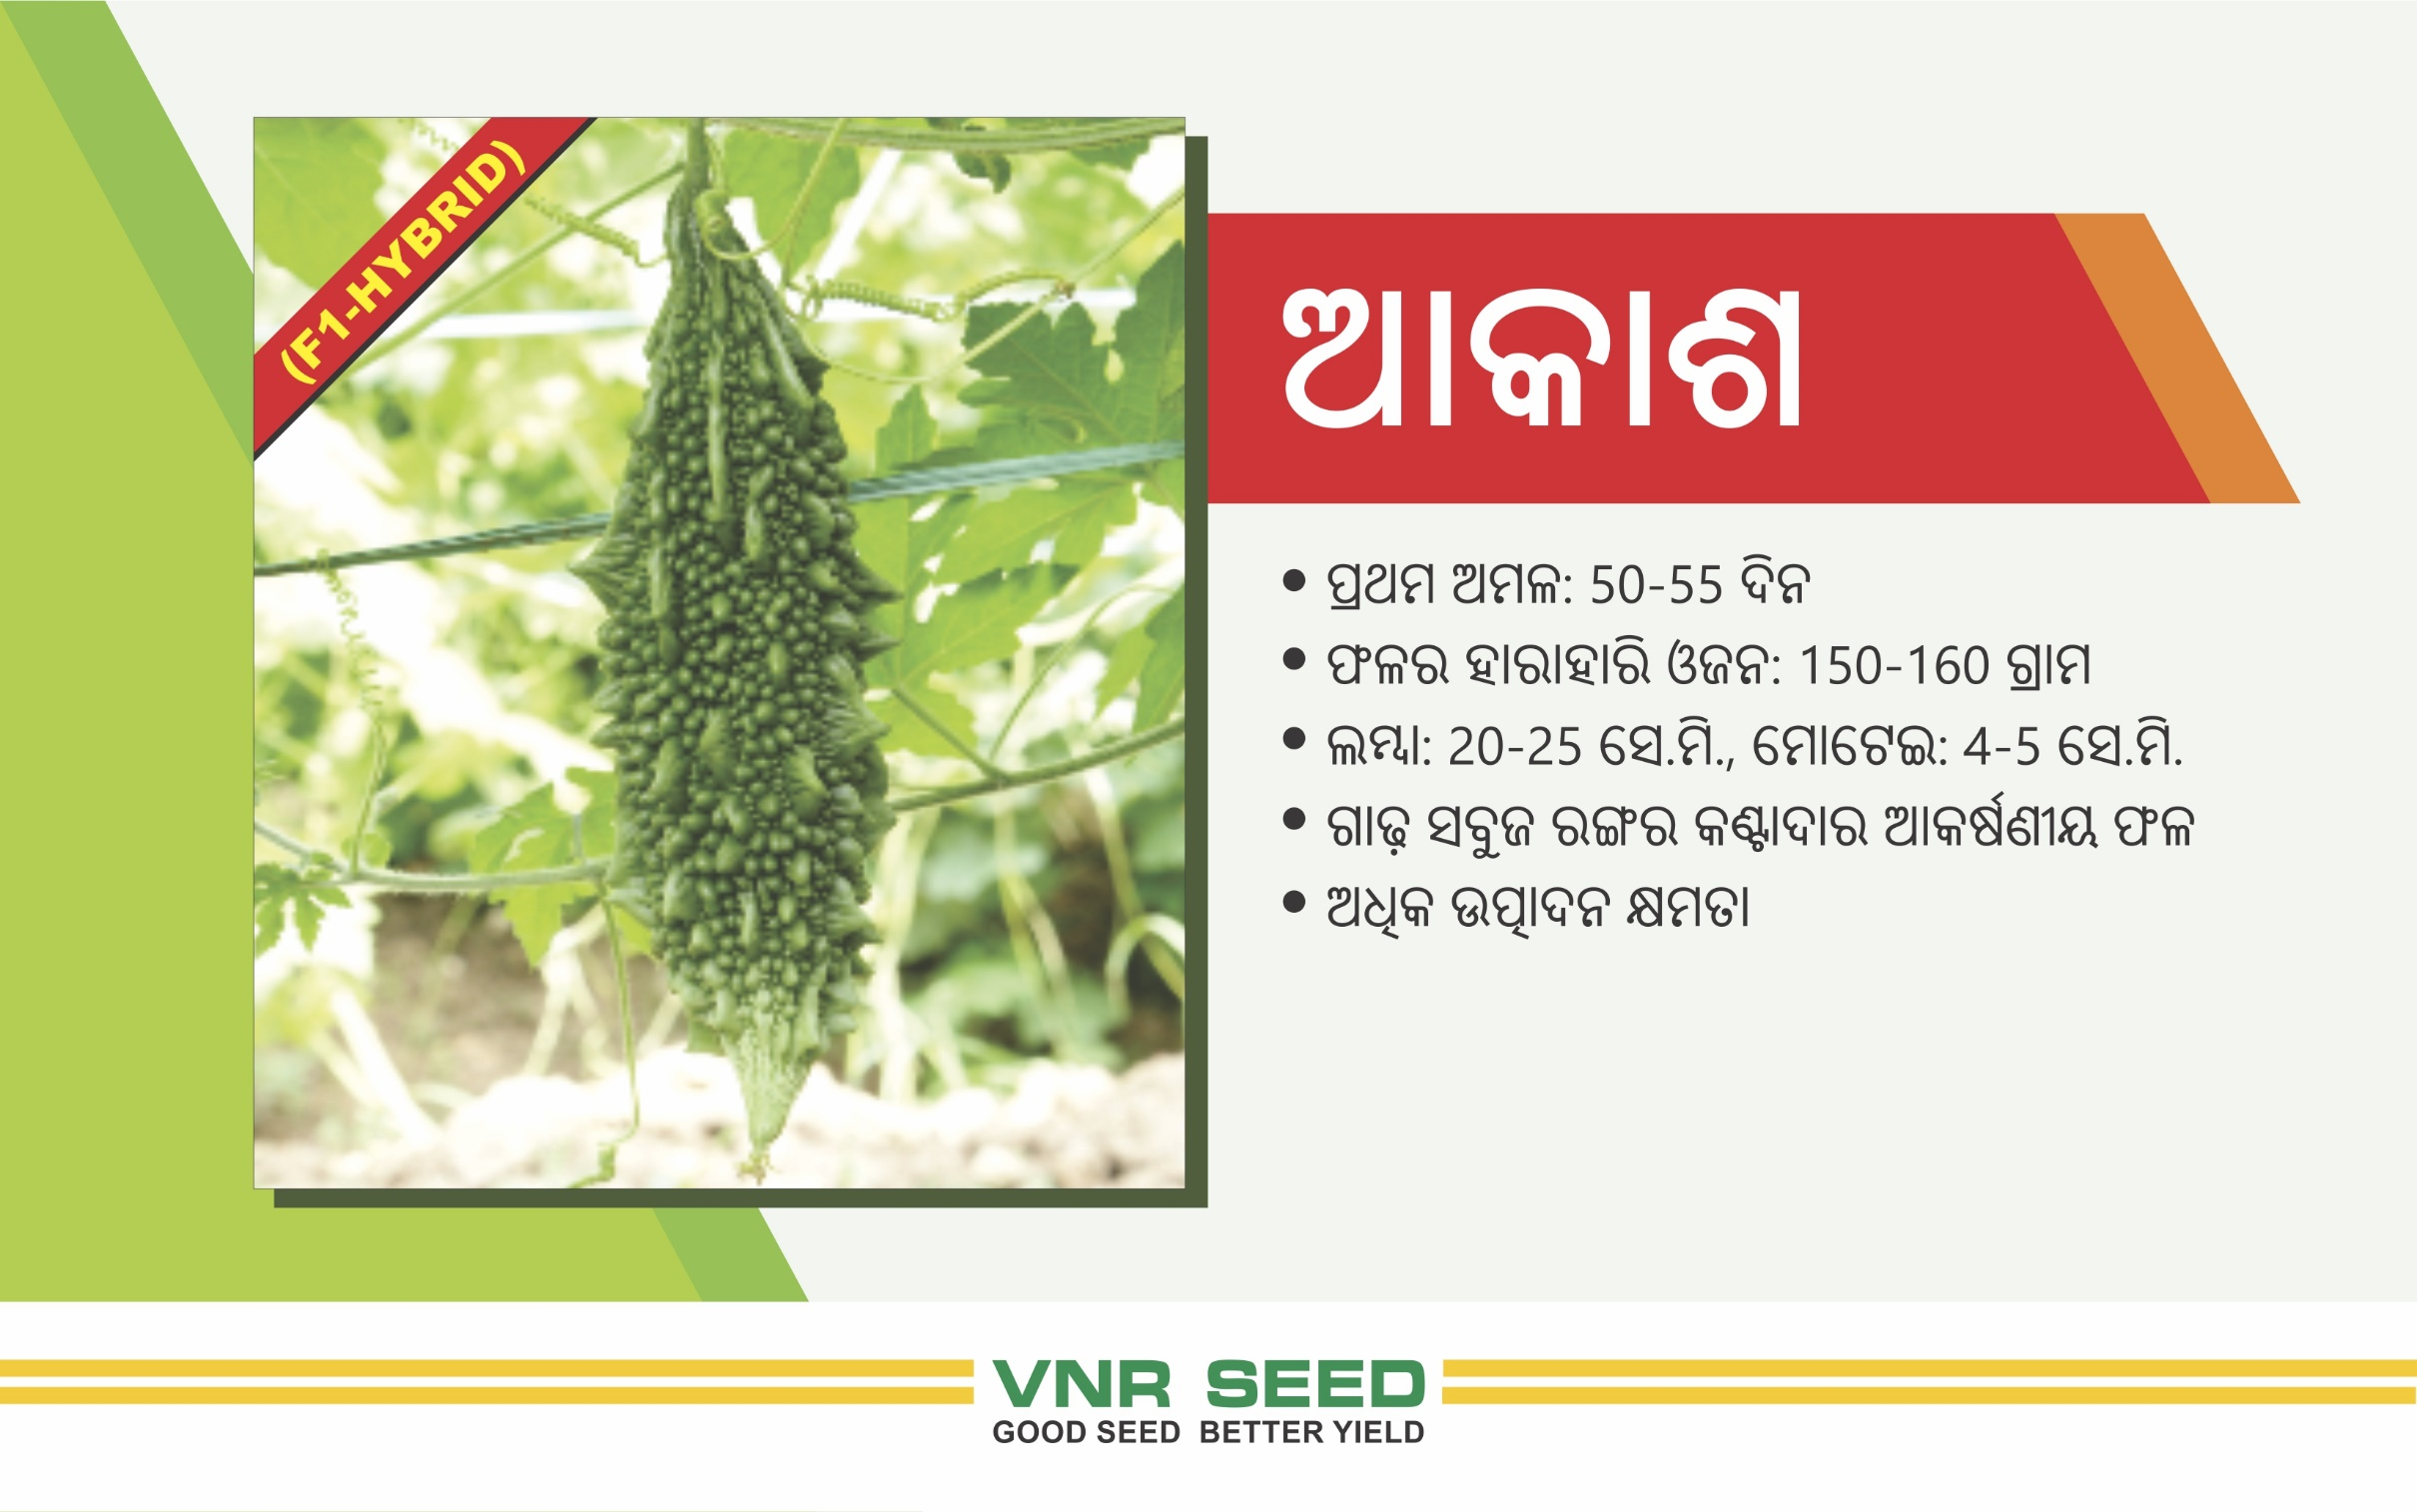 (F1-HYBRID))
ଆକାଶ
• ପ୍ରଥମ ଅମଳ: 50-55 ଦିନ
• ଫଳର ହାରାହାରି ଓଜନ: 150-160 ଗ୍ରାମ
• ଲମ୍ବା: 20-25 ସେ.ମି., ମୋଟେଇ: 4-5 ସେ.ମି.
• ଗାଢ଼ ସବୁଜ ରଙ୍ଗର କଣ୍ଟାଦାର ଆକର୍ଷଣୀୟ ଫଳ
• ଅଧିକ ଉତ୍ପାଦନ କ୍ଷମତା
VNR SEED
GOOD SEED BETTER YIELD